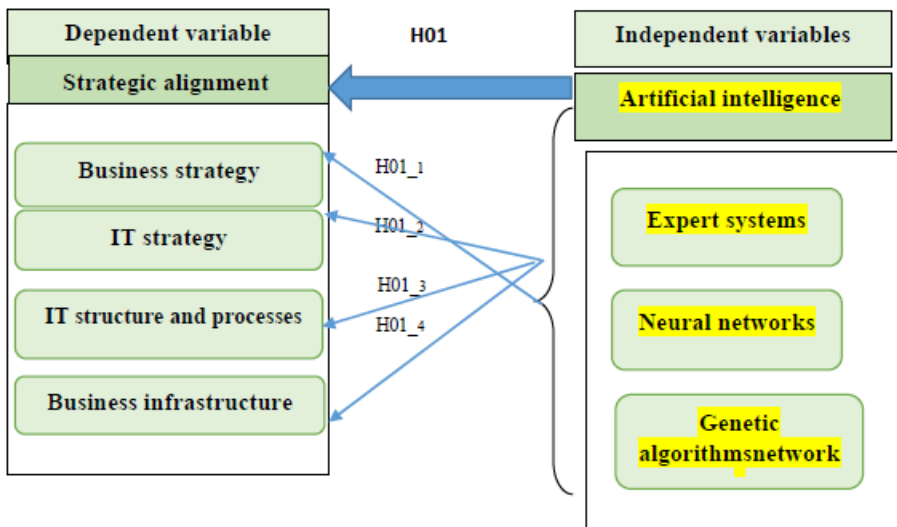 Dependent variable
Strategic alignment
Business strategy
IT strategy
IT structure and processes
Business infrastructure
H01
H01_1
H01_2
H01_3
H01_4
Independent variables
Artificial intelligence
Expert systems
Neural networks
Genetic
algorithmsnetwork